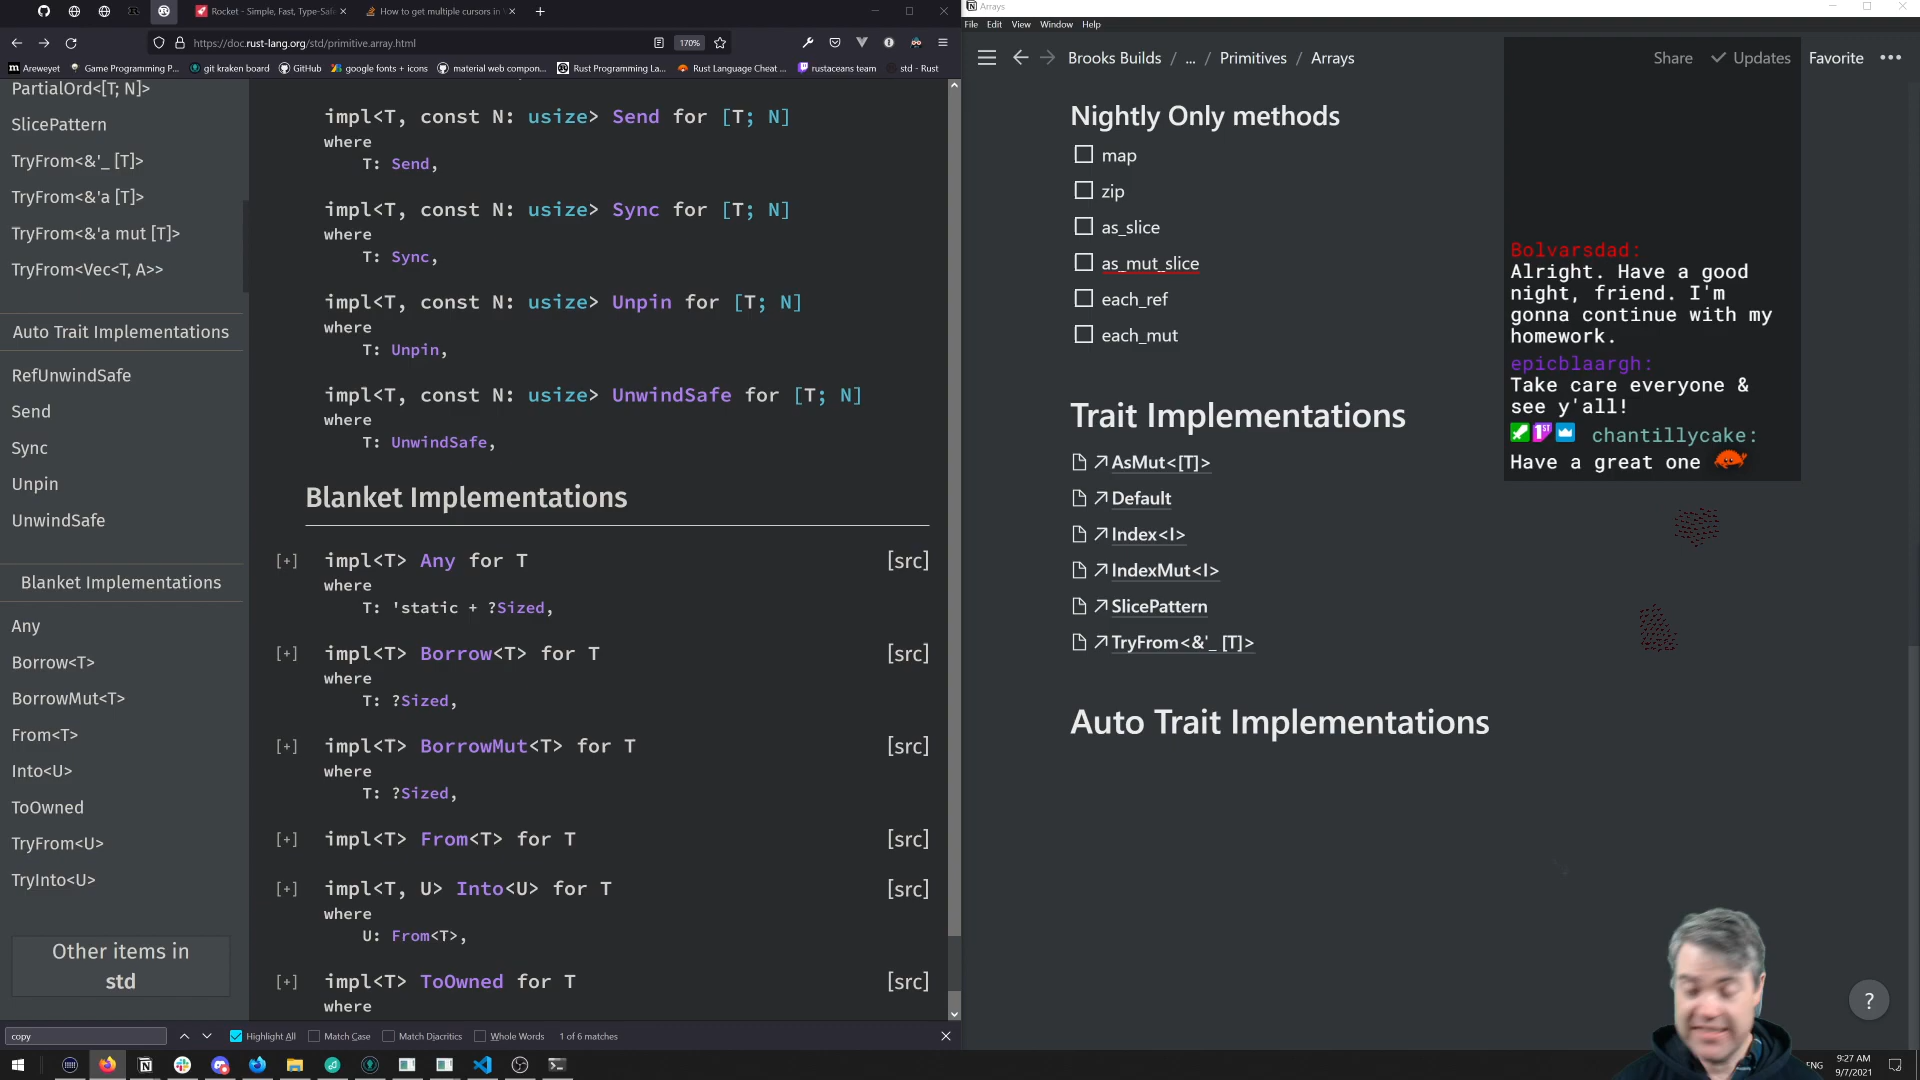 Rocket - Simple, Fast, Type-Safe
How to get multiple cursors in
https://doc.rust-lang.org/std/primitive.array.html
170%
Areweyet
Game Programming P...
git kraken board
GitHub
google fonts + icons
material web compon...
Rust Programming La...
Rust Language Cheat ...
rustaceans team
std - Rust
PartialOrd<[T; N]>
SlicePattern
TryFrom<&'_ [T]>
TryFrom<&'a [T]>
TryFrom<&'a mut [T]>
TryFrom<Vec<T, A>>
Auto Trait Implementations
RefUnwindSafe
Send
Sync
Unpin
UnwindSafe
Blanket Implementations
Any
Borrow<T>
BorrowMut<T>
From<T>
Into<U>
ToOwned
TryFrom<U>
TryInto<U>
Other items in
std
impl<T, const N: usize> Send for [T; N]
where
T: Send,
impl<T, const N: usize> Sync for [T; N]
where
T: Sync,
impl<T, const N: usize> Unpin for [T; N]
where
T: Unpin,
impl<T, const N: usize> UnwindSafe for [T; N]
where
T: UnwindSafe,
Blanket Implementations
[+] impl<T> Any for T [src]
where
T: 'static + ?Sized,
[+] impl<T> Borrow<T> for T [src]
where
T: ?Sized,
[+] impl<T> BorrowMut<T> for T [src]
where
T: ?Sized,
[+] impl<T> From<T> for T [src]
[+] impl<T, U> Into<U> for T [src]
where
U: From<T>,
[+] impl<T> ToOwned for T [src]
where
copy
Highlight All
Match Case
Match Diacritics
Whole Words
1 of 6 matches
Arrays
File Edit View Window Help
Brooks Builds / ... / Primitives / Arrays
Share
Updates
Favorite
Nightly Only methods
map
zip
as_slice
as_mut_slice
each_ref
each_mut
Trait Implementations
AsMut<[T]>
Default
Index<I>
IndexMut<I>
SlicePattern
TryFrom<&'_ [T]>
Auto Trait Implementations
Bolvarsdad:
Alright. Have a good
night, friend. I'm
gonna continue with my
homework.
epicblaargh:
Take care everyone &
see y'all!
1ST chantillycake:
Have a great one
?
ENG
9:27 AM
9/7/2021